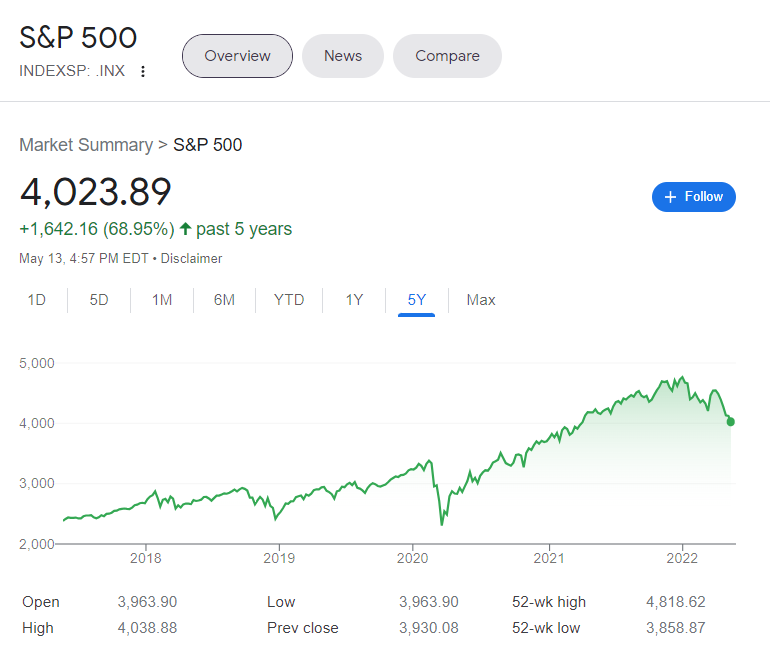 S&P 500
INDEXSP: .INX
Overview
News
Compare
Market Summary > S&P 500
4,023.89
+ Follow
+1,642.16 (68.95%) ↑ past 5 years
May 13, 4:57 PM EDT • Disclaimer
1D 5D 1M 6M YTD 1Y 5Y Max
5,000
4,000
3,000
2,000
2018 2019 2020 2021 2022
Open 3,963.90 Low 3,963.90 52-wk high 4,818.62
High 4,038.88 Prev close 3,930.08 52-wk low 3,858.87